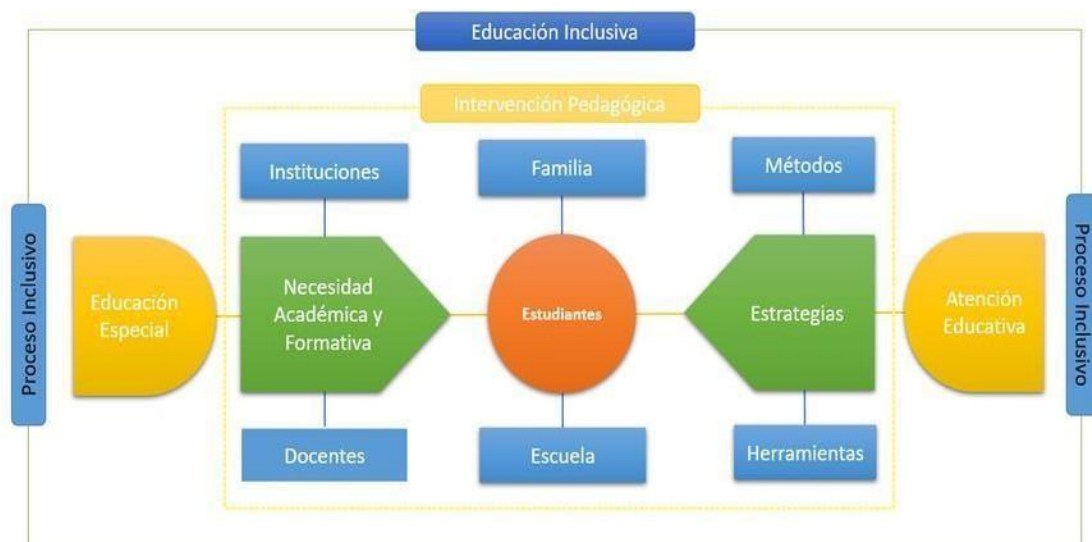 Educación Inclusiva
Intervención Pedagógica
Instituciones
Familia
Métodos
Proceso Inclusivo
Educación
Especial
Necesidad
Académica y
Formativa
Estudiantes
Estrategias
Atención
Educativa
Proceso Inclusivo
Docentes
Escuela
Herramientas